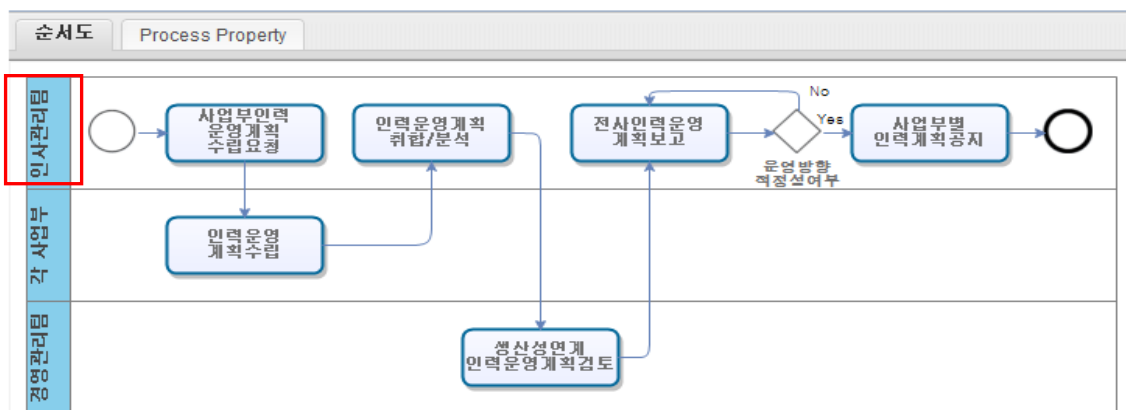 순서도
Process Property
인사관리팀
사업부인력
운영계획
수립요청
인력운영계획
취합/분석
전사인력운영
계획보고
No
Yes
운영방향
적정성여부
사업부별
인력계획공지
각 사업부
인력운영
계획수립
경영관리팀
생산성연계
인력운영계획검토